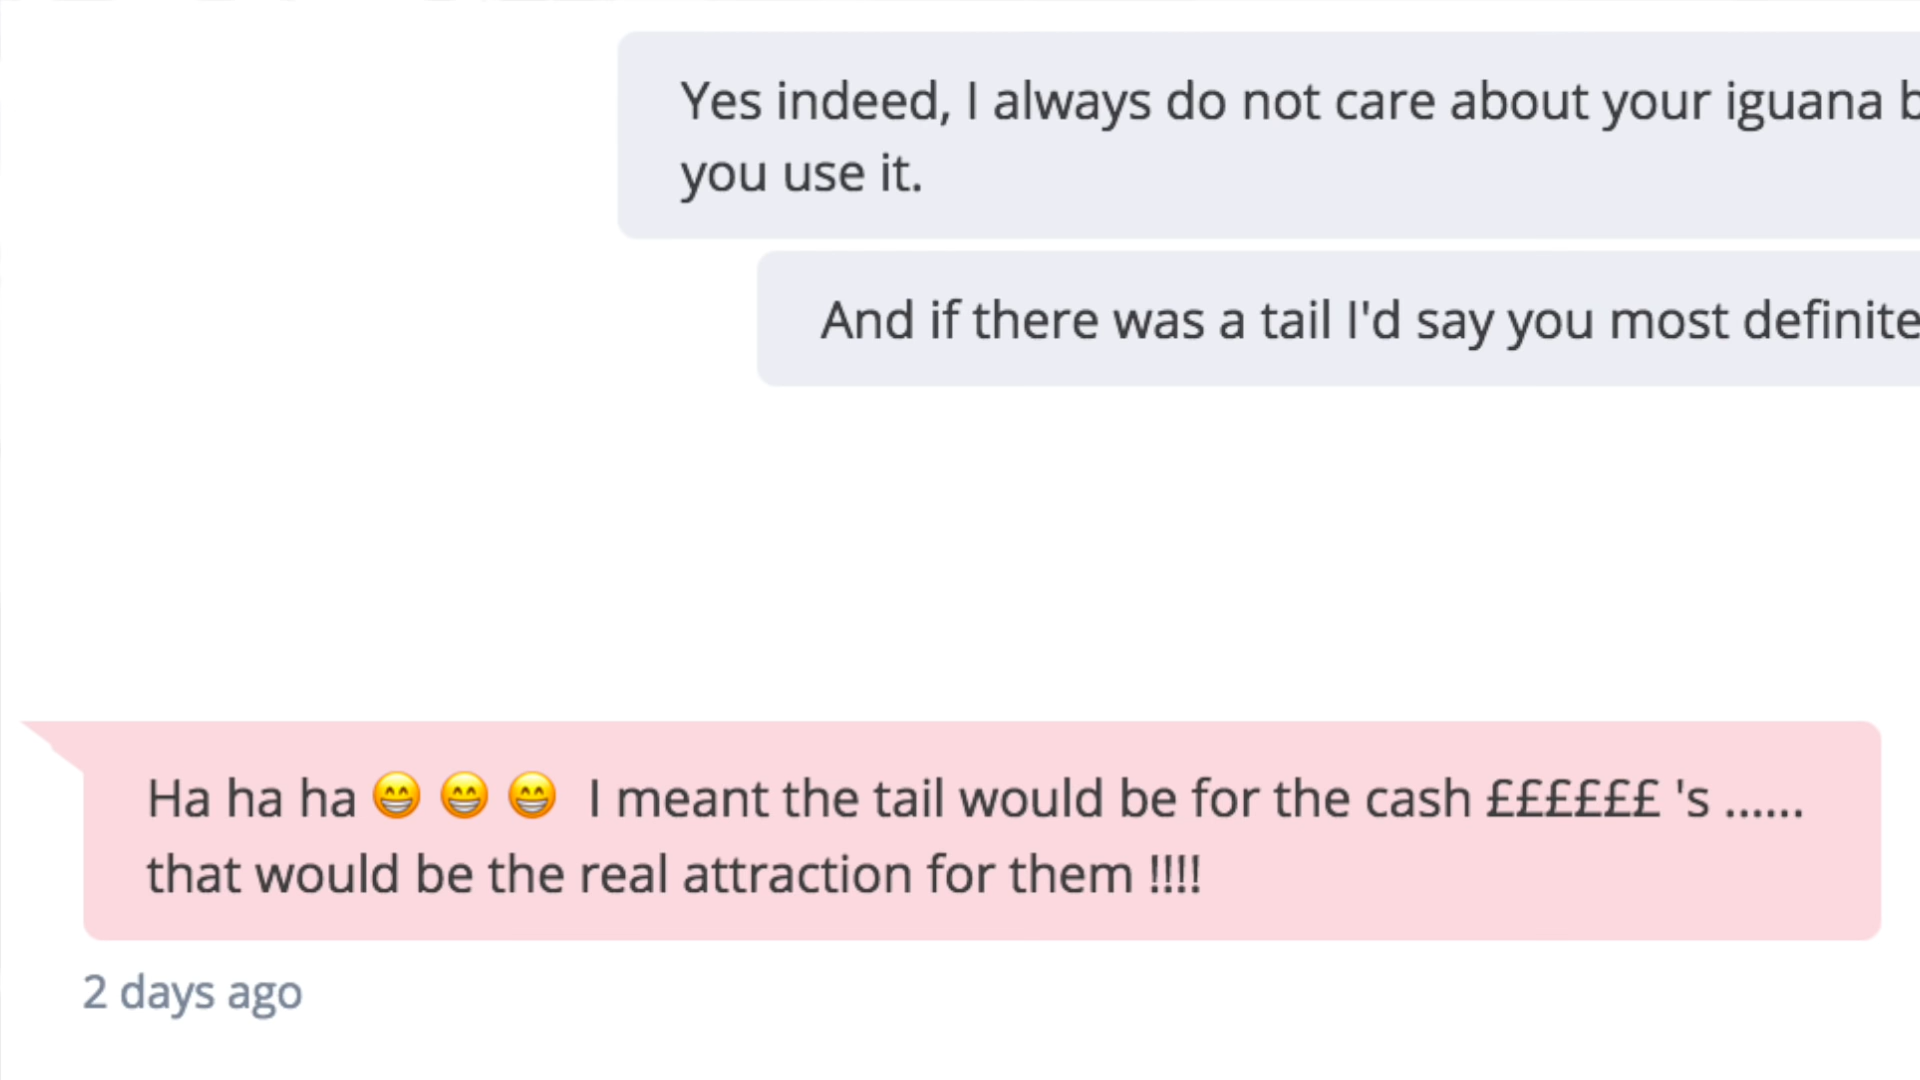 Yes indeed, I always do not care about your iguana
you use it.
And if there was a tail I'd say you most
Ha ha ha 😁 😁 😁 I meant the tail would be for the cash ££££££ 's ......
that would be the real attraction for them !!!!
2 days ago